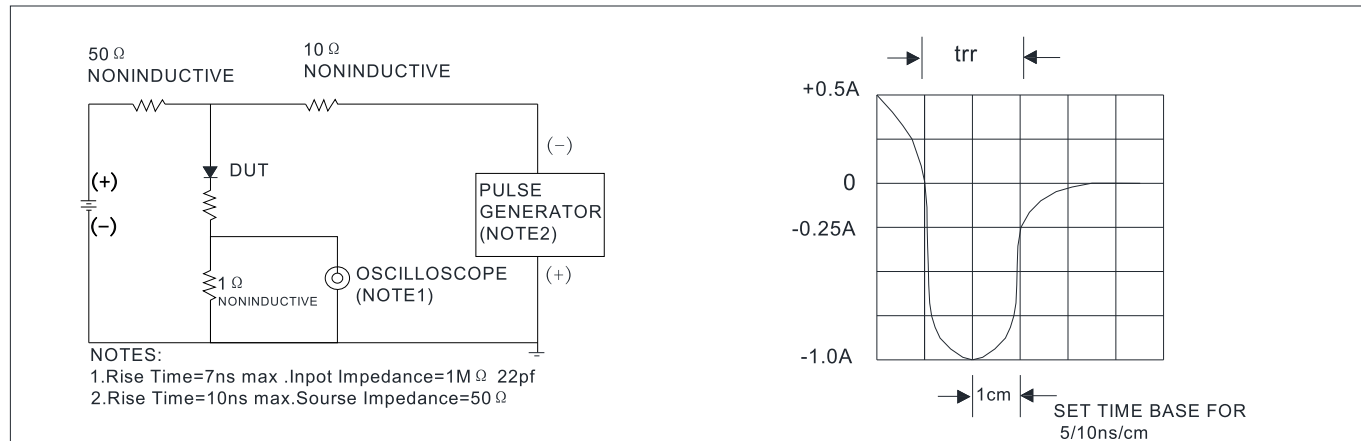 50 Ω
NONINDUCTIVE
10 Ω
NONINDUCTIVE
(+)
(−)
DUT
1 Ω
NONINDUCTIVE
OSCILLOSCOPE
(NOTE1)
(−)
PULSE
GENERATOR
(NOTE2)
(+)
NOTES:
1.Rise Time=7ns max .Inpot Impedance=1M Ω 22pf
2.Rise Time=10ns max.Sourse Impedance=50 Ω
trr
+0.5A
0
-0.25A
-1.0A
1cm
SET TIME BASE FOR
5/10ns/cm